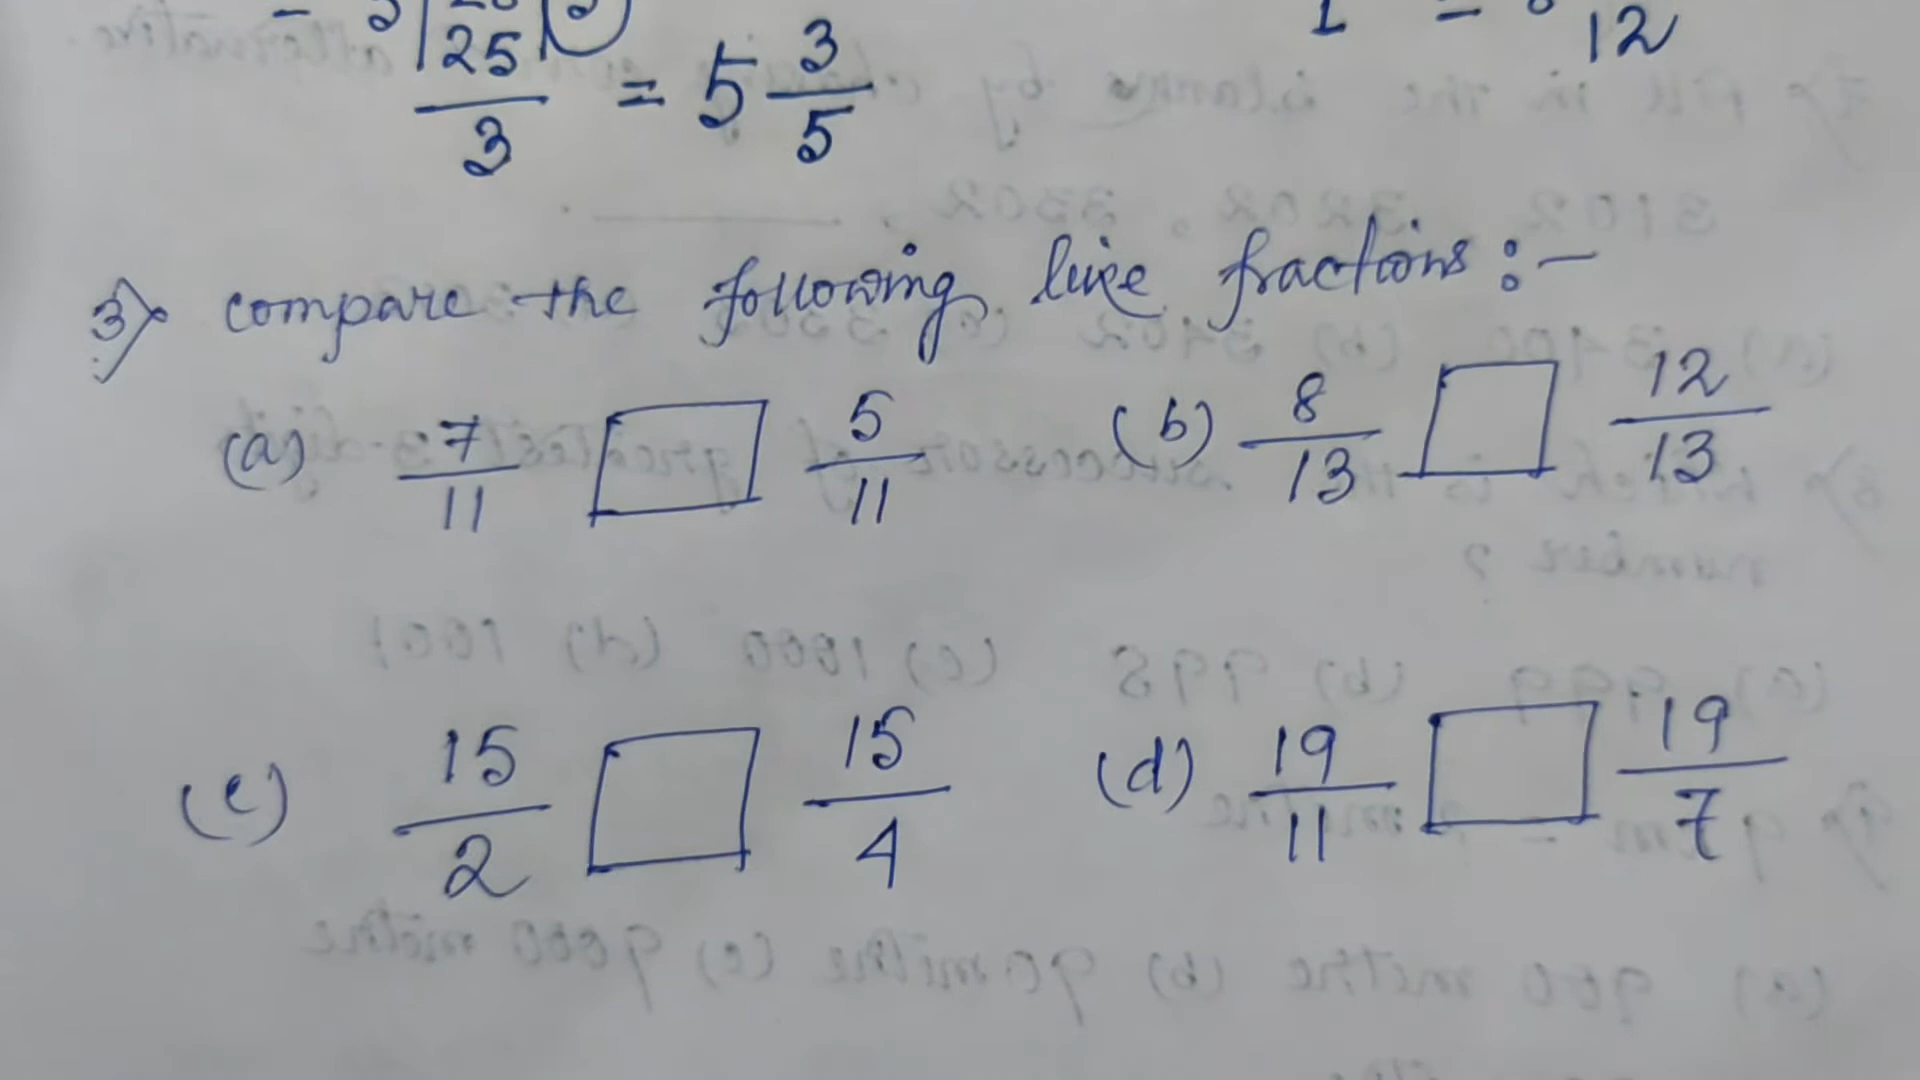 25
3 = 5 3/5
12
3) compare the following like fractions :-
(a) 7/11 □ 5/11 (b) 8/13 □ 12/13
(c) 15/2 □ 15/4 (d) 19/11 □ 19/7